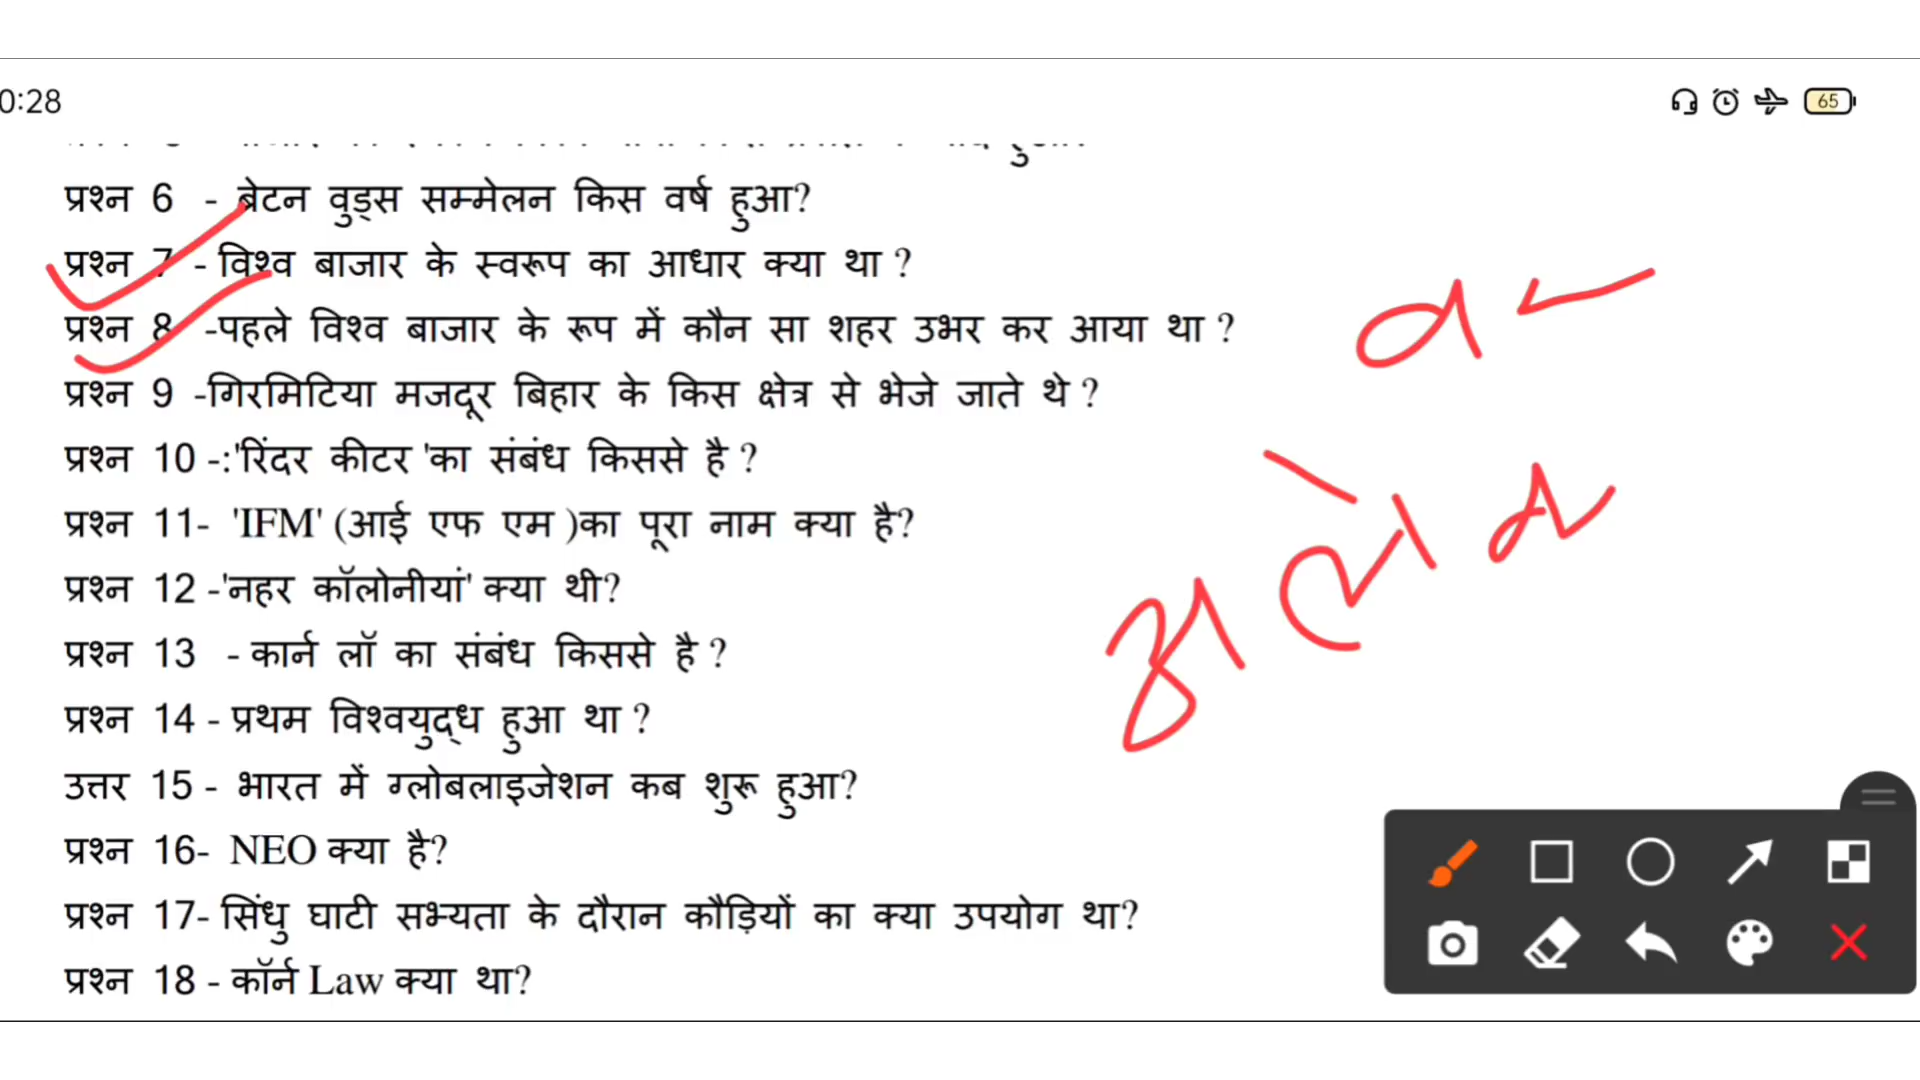 0:28
65
प्रश्न 6 - ब्रेटन वुड्स सम्मेलन किस वर्ष हुआ?
प्रश्न 7 - विश्व बाजार के स्वरूप का आधार क्या था ?
प्रश्न 8 -पहले विश्व बाजार के रूप में कौन सा शहर उभर कर आया था ?
प्रश्न 9 -गिरमिटिया मजदूर बिहार के किस क्षेत्र से भेजे जाते थे ?
प्रश्न 10 -:'रिंदर कीटर 'का संबंध किससे है ?
प्रश्न 11- 'IFM' (आई एफ एम )का पूरा नाम क्या है?
प्रश्न 12 -'नहर कॉलोनीयां' क्या थी?
प्रश्न 13 - कार्न लॉ का संबंध किससे है ?
प्रश्न 14 - प्रथम विश्वयुद्ध हुआ था ?
उत्तर 15 - भारत में ग्लोबलाइजेशन कब शुरू हुआ?
प्रश्न 16- NEO क्या है?
प्रश्न 17- सिंधु घाटी सभ्यता के दौरान कौड़ियों का क्या उपयोग था?
प्रश्न 18 - कॉर्न Law क्या था?